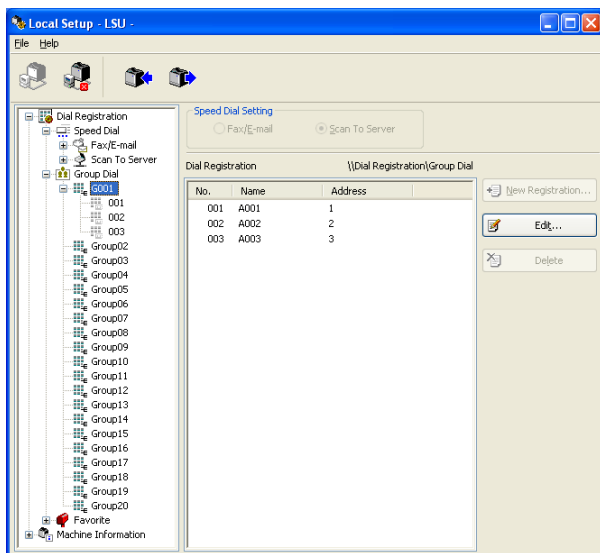 Local Setup - LSU -
File Help
Dial Registration
Speed Dial
Fax/E-mail
Scan To Server
Group Dial
G001
001
002
003
Group02
Group03
Group04
Group05
Group06
Group07
Group08
Group09
Group10
Group11
Group12
Group13
Group14
Group15
Group16
Group17
Group18
Group19
Group20
Favorite
Machine Information
Speed Dial Setting
Fax/E-mail Scan To Server
Dial Registration \\Dial Registration\Group Dial
No. Name Address
001 A001 1
002 A002 2
003 A003 3
New Registration...
Edit...
Delete